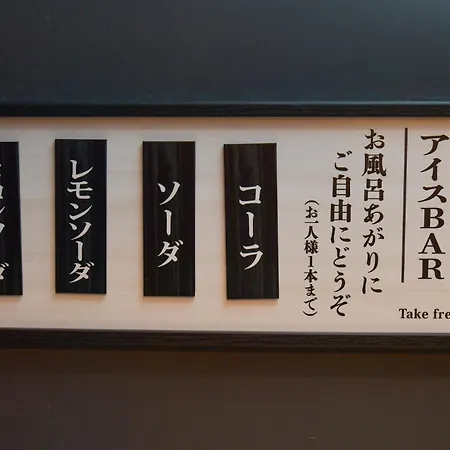 アイスBAR
お風呂あがりに
ご自由にどうぞ
(お一人様1本まで)
Take fre
コーラ
ソーダ
レモンソーダ